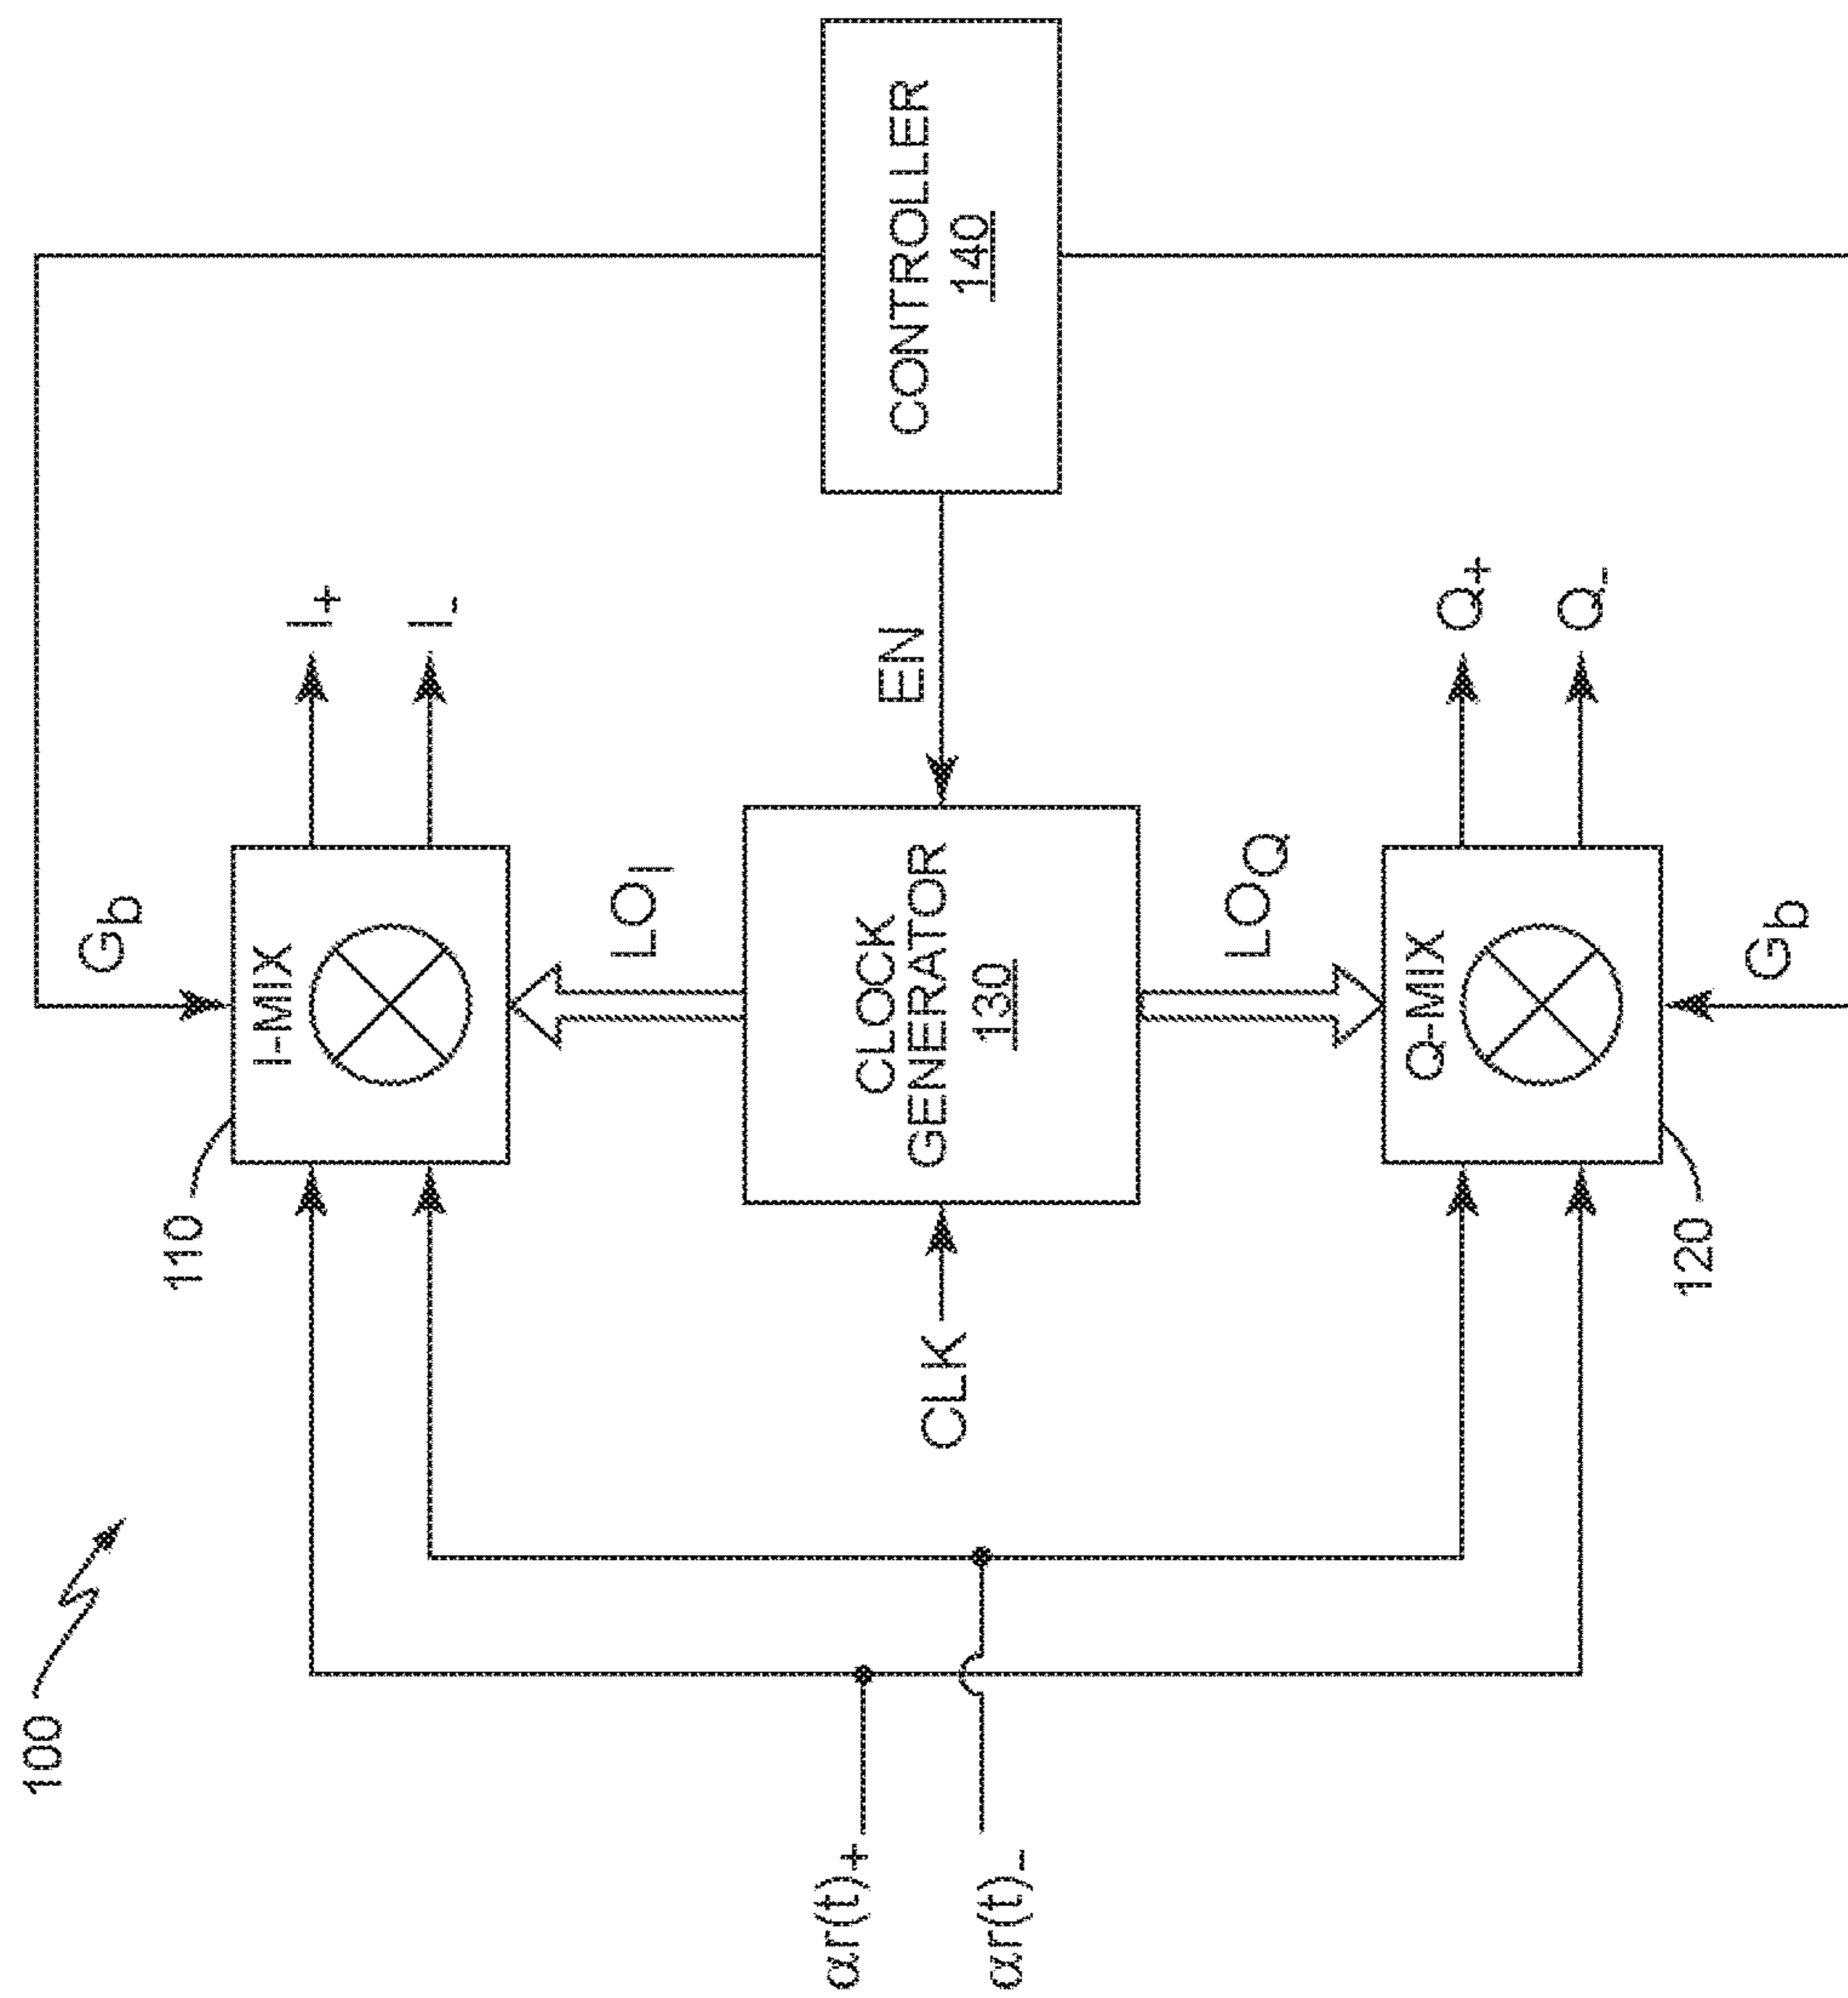 100
110
I-MIX
Gb
I+
I-
LOI
αr(t)+
αr(t)-
CLK
CLOCK
GENERATOR
130
EN
CONTROLLER
140
LOQ
Q-MIX
Q+
Q-
120
Gb